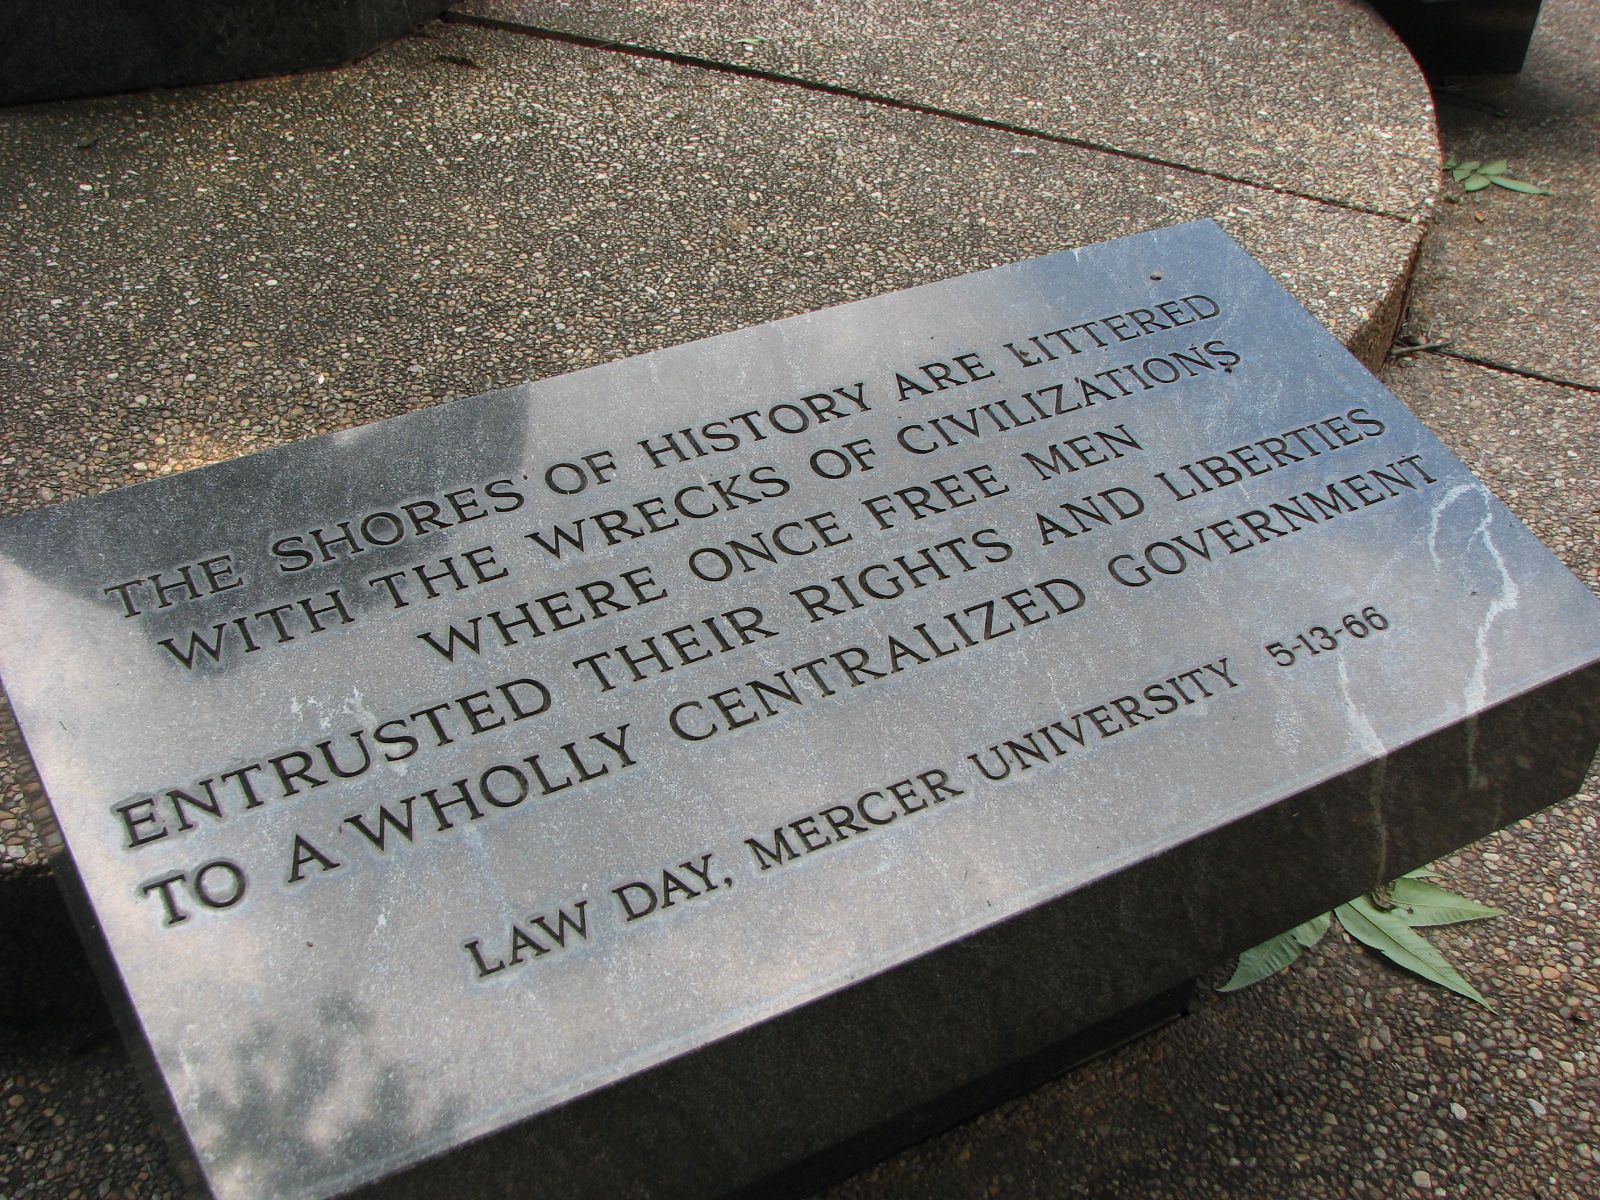 THE SHORES OF HISTORY ARE LITTERED
WITH THE WRECKS OF CIVILIZATIONS
WHERE ONCE FREE MEN
ENTRUSTED THEIR RIGHTS AND LIBERTIES
TO A WHOLLY CENTRALIZED GOVERNMENT
LAW DAY, MERCER UNIVERSITY 5-13-66